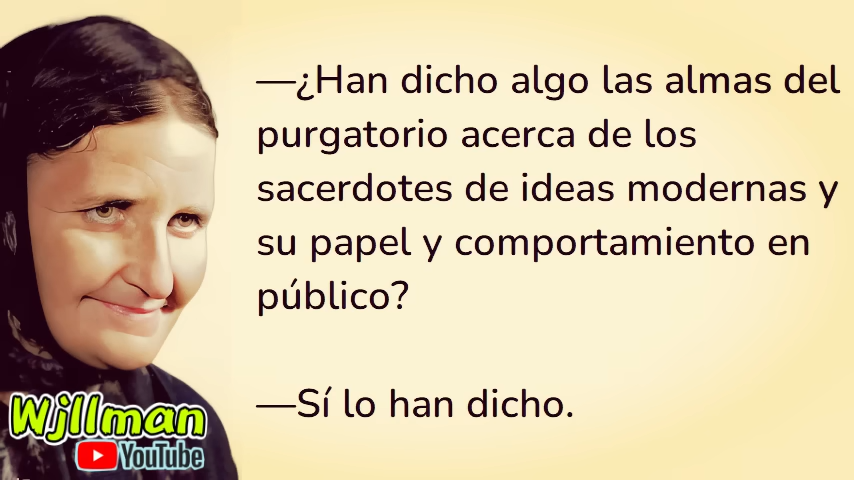 —¿Han dicho algo las almas del
purgatorio acerca de los
sacerdotes de ideas modernas y
su papel y comportamiento en
público?
—Sí lo han dicho.
Wjllman
YouTube